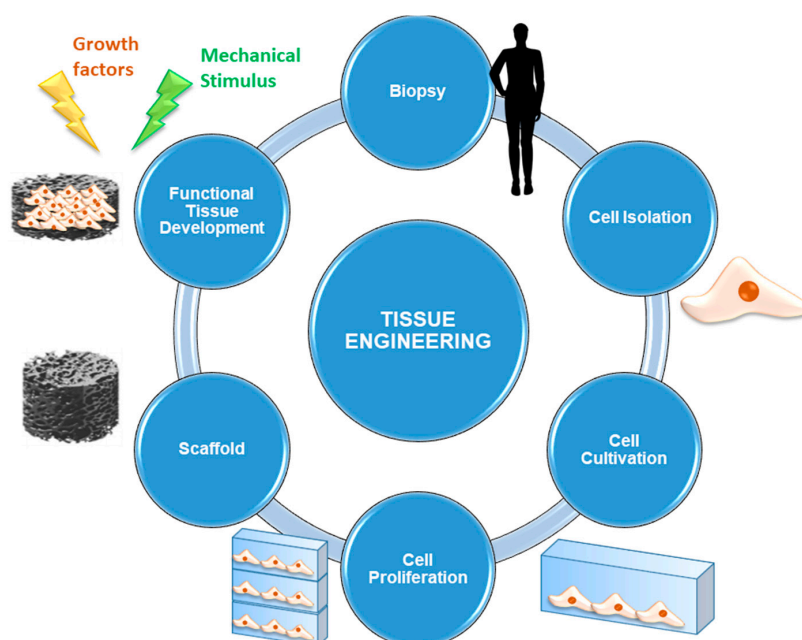 Growth
factors
Mechanical
Stimulus
Biopsy
Functional
Tissue
Development
Cell Isolation
TISSUE
ENGINEERING
Scaffold
Cell
Cultivation
Cell
Proliferation